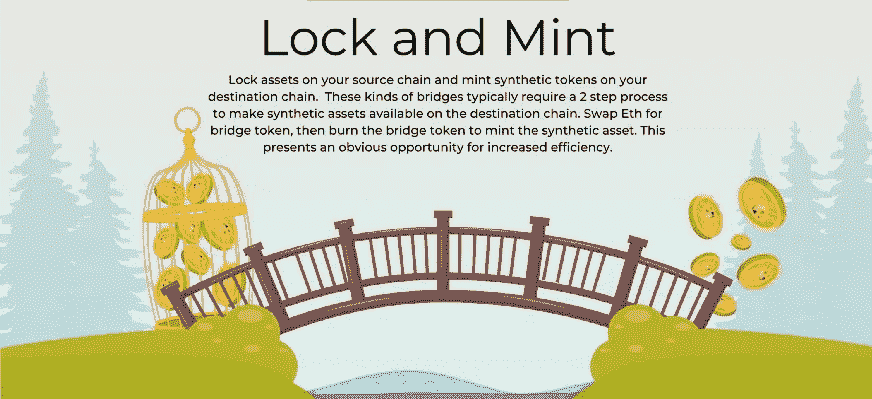 Lock and Mint
Lock assets on your source chain and mint synthetic tokens on your
destination chain. These kinds of bridges typically require a 2 step process
to make synthetic assets available on the destination chain. Swap Eth for
bridge token, then burn the bridge token to mint the synthetic asset. This
presents an obvious opportunity for increased efficiency.